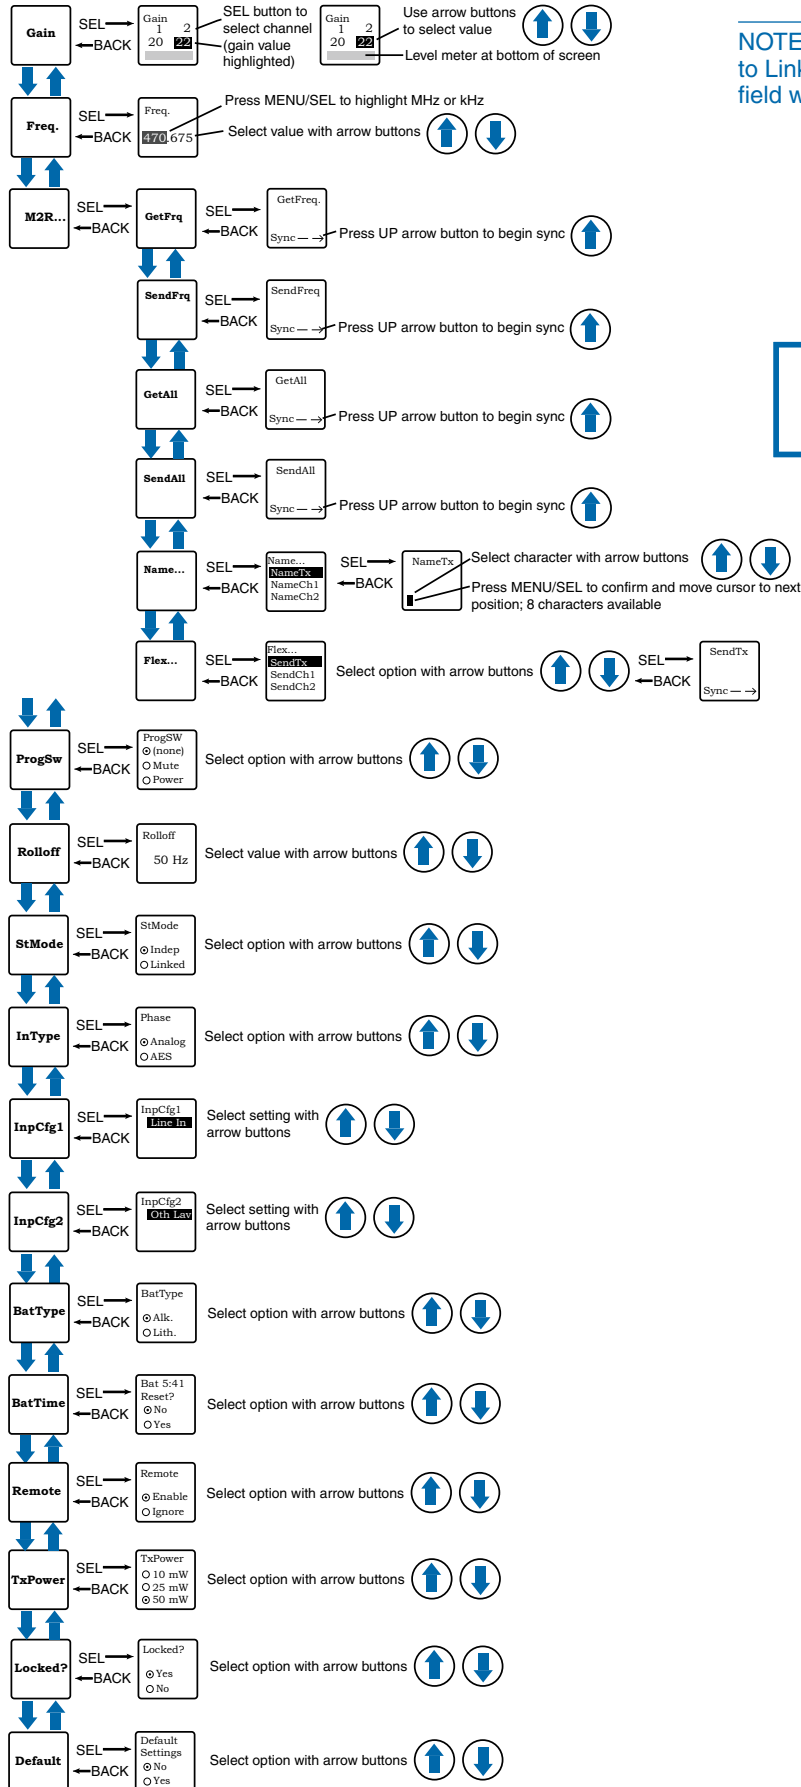 Gain
SEL
BACK
Gain
1 2
20 22
SEL button to
select channel
(gain value
highlighted)
Gain
1 2
20 22
Use arrow buttons
to select value
Level meter at bottom of screen
NOTE
to Link
field w
Freq.
SEL
BACK
Freq.
470.675
Press MENU/SEL to highlight MHz or kHz
Select value with arrow buttons
M2R...
SEL
BACK
GetFrq
SEL
BACK
GetFreq.
Sync
Press UP arrow button to begin sync
SendFrq
SEL
BACK
SendFreq
Sync
Press UP arrow button to begin sync
GetAll
SEL
BACK
GetAll
Sync
Press UP arrow button to begin sync
SendAll
SEL
BACK
SendAll
Sync
Press UP arrow button to begin sync
Name...
SEL
BACK
Name...
NameTx
NameCh1
NameCh2
SEL
BACK
NameTx
Select character with arrow buttons
Press MENU/SEL to confirm and move cursor to next
position; 8 characters available
Flex...
SEL
BACK
Flex...
SendTx
SendCh1
SendCh2
Select option with arrow buttons
SEL
BACK
SendTx
Sync
ProgSw
SEL
BACK
ProgSW
(none)
Mute
Power
Select option with arrow buttons
Rolloff
SEL
BACK
Rolloff
50 Hz
Select value with arrow buttons
StMode
SEL
BACK
StMode
Indep
Linked
Select option with arrow buttons
InType
SEL
BACK
Phase
Analog
AES
Select option with arrow buttons
InpCfg1
SEL
BACK
InpCfg1
Line In
Select setting with
arrow buttons
InpCfg2
SEL
BACK
InpCfg2
Oth Lav
Select setting with
arrow buttons
BatType
SEL
BACK
BatType
Alk.
Lith.
Select option with arrow buttons
BatTime
SEL
BACK
Bat 5:41
Reset?
No
Yes
Select option with arrow buttons
Remote
SEL
BACK
Remote
Enable
Ignore
Select option with arrow buttons
TxPower
SEL
BACK
TxPower
10 mW
25 mW
50 mW
Select option with arrow buttons
Locked?
SEL
BACK
Locked?
Yes
No
Select option with arrow buttons
Default
SEL
BACK
Default
Settings
No
Yes
Select option with arrow buttons